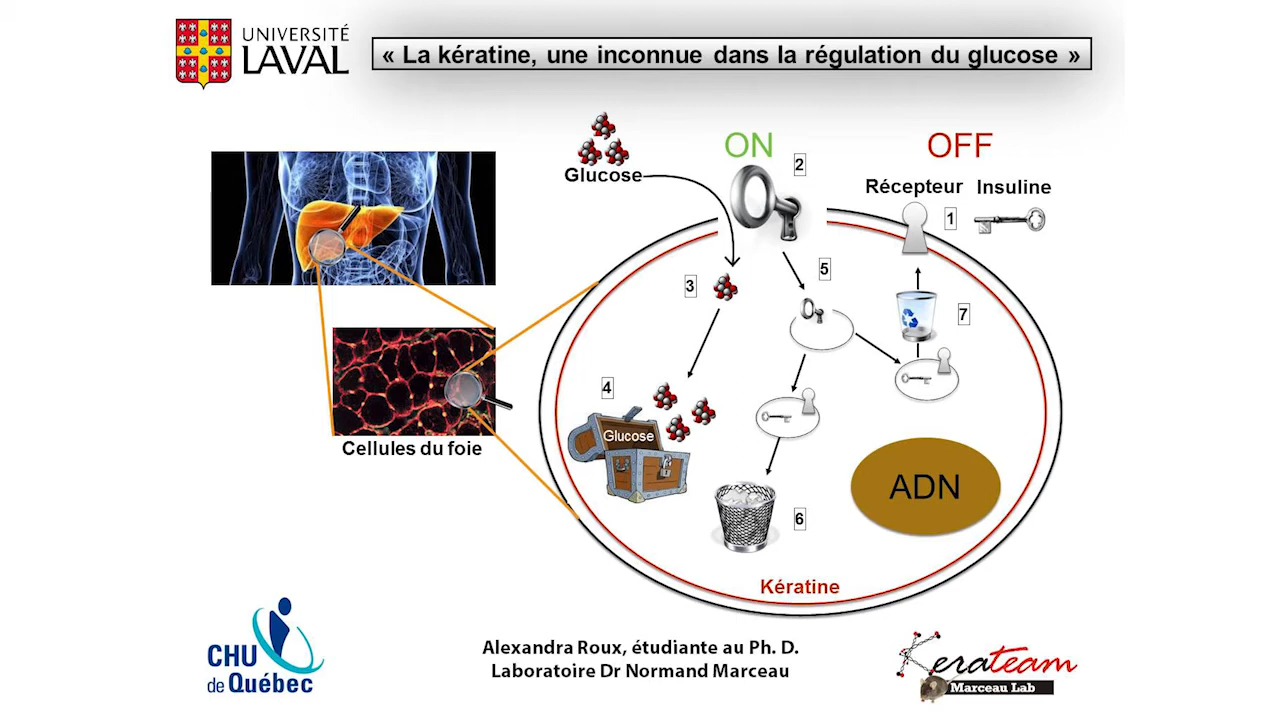 UNIVERSITÉ
LAVAL
« La kératine, une inconnue dans la régulation du glucose »
ON
OFF
Glucose
2
Récepteur Insuline
1
3
5
7
4
Glucose
Cellules du foie
ADN
6
Kératine
CHU
de Québec
Alexandra Roux, étudiante au Ph. D.
Laboratoire Dr Normand Marceau
Kerateam
Marceau Lab